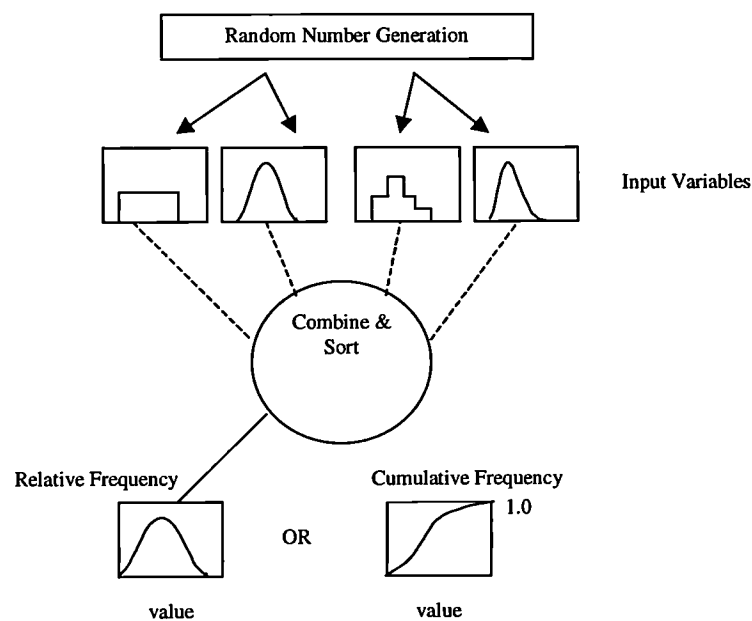 Random Number Generation
Input Variables
Combine &
Sort
Relative Frequency
Cumulative Frequency
1.0
OR
value
value